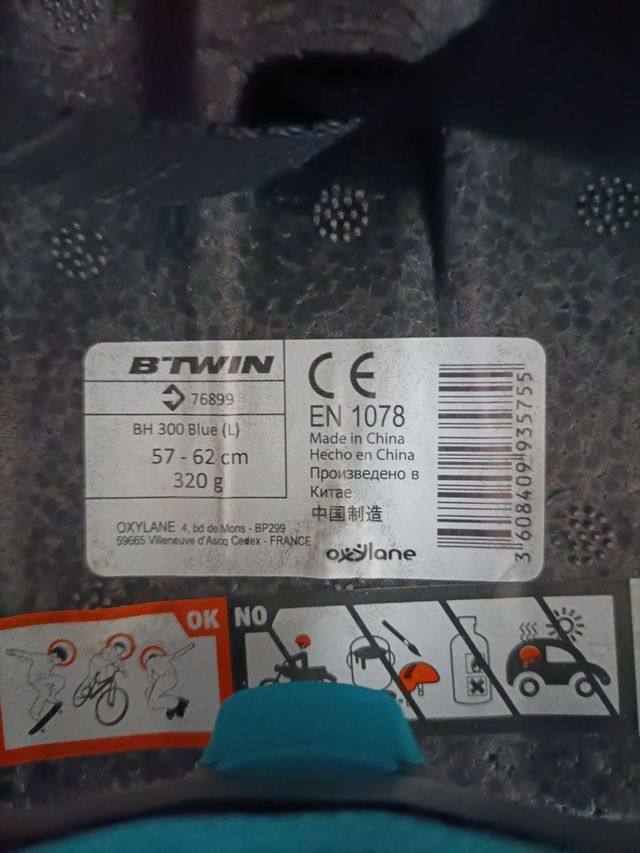 B'TWIN
76899
BH 300 Blue (L)
57 - 62 cm
320 g
OXYLANE 4, bd de Mons - BP299
59665 Villeneuve d'Ascq Cedex - FRANCE
CE
EN 1078
Made in China
Hecho en China
Произведено в
Китае
中国制造
oxylane
3 608409 935755
OK
NO